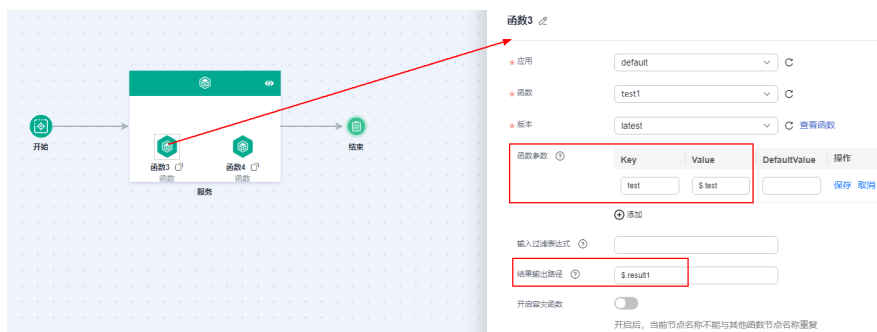 函数3
* 应用 default
* 函数 test1
* 版本 latest 查看函数
函数参数 Key Value DefaultValue 操作
test $.test 保存 取消
添加
输入过滤表达式
结果输出路径 $.result1
开启容灾函数
开启后，当前节点名称不能与其他函数节点名称重复
开始
函数3 函数4
函数 函数
服务
结束